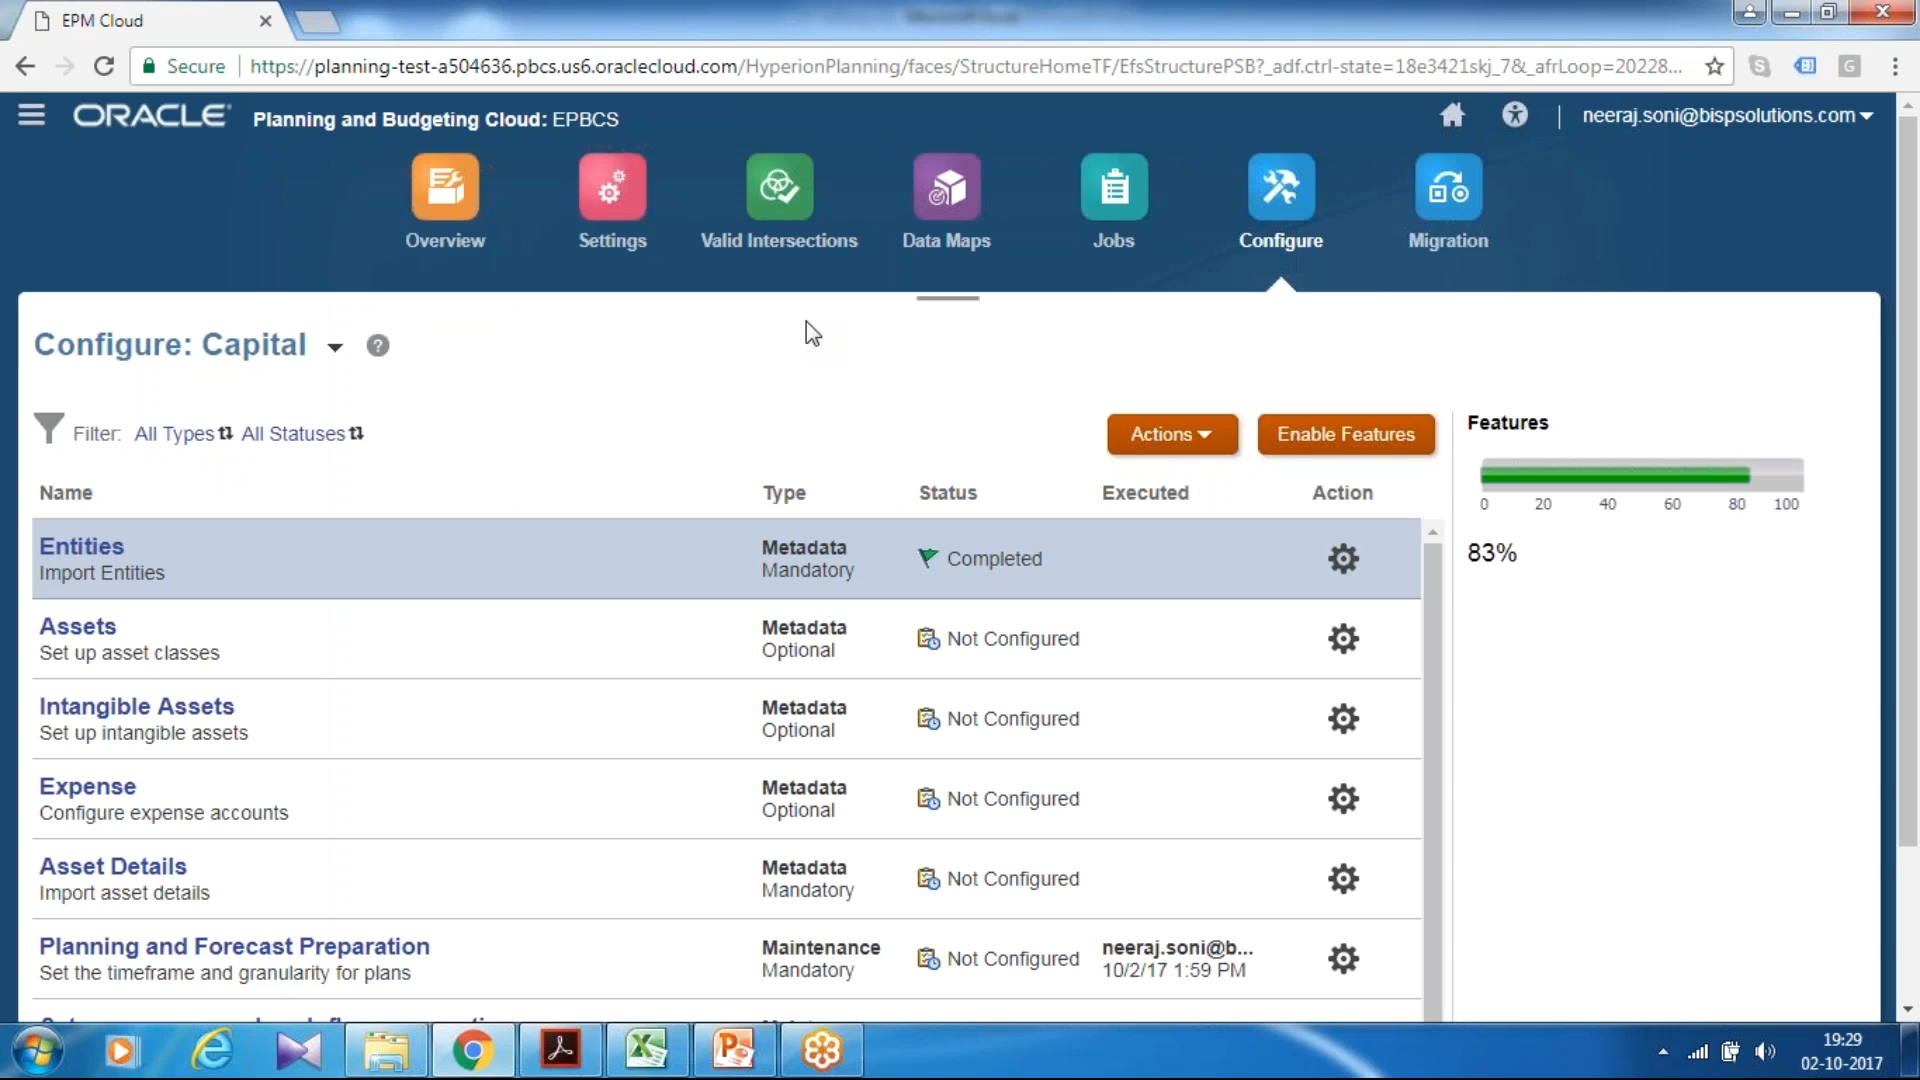 EPM Cloud
Secure https://planning-test-a504636.pbcs.us6.oraclecloud.com/HyperionPlanning/faces/StructureHomeTF/EfsStructurePSB?_adf.ctrl-state=18e3421skj_7&_afrLoop=20228...
ORACLE Planning and Budgeting Cloud: EPBCS neeraj.soni@bispsolutions.com
Overview Settings Valid Intersections Data Maps Jobs Configure Migration
Configure: Capital
Filter: All Types All Statuses Actions Enable Features
Features
0 20 40 60 80 100
83%
Name Type Status Executed Action
Entities Metadata
Import Entities Mandatory Completed
Assets Metadata
Set up asset classes Optional Not Configured
Intangible Assets Metadata
Set up intangible assets Optional Not Configured
Expense Metadata
Configure expense accounts Optional Not Configured
Asset Details Metadata
Import asset details Mandatory Not Configured
Planning and Forecast Preparation Maintenance neeraj.soni@b...
Set the timeframe and granularity for plans Mandatory Not Configured 10/2/17 1:59 PM
19:29
02-10-2017